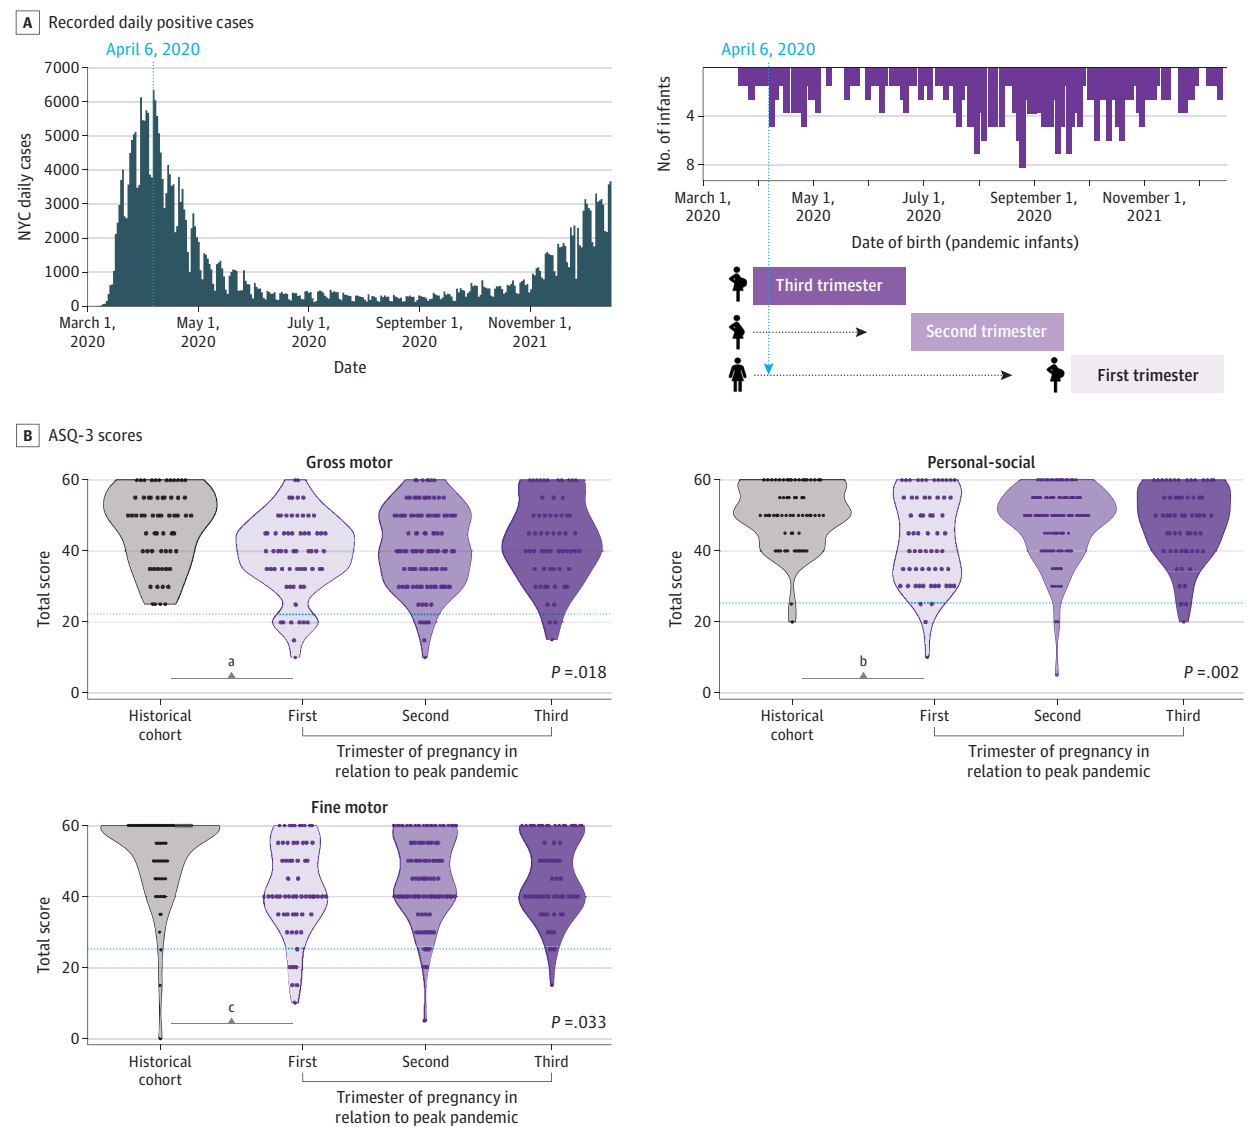 A Recorded daily positive cases
April 6, 2020
7000
6000
5000
4000
3000
2000
1000
0
NYC daily cases
March 1,
2020
May 1,
2020
July 1,
2020
September 1,
2020
November 1,
2021
Date
April 6, 2020
4
8
No. of infants
March 1,
2020
May 1,
2020
July 1,
2020
September 1,
2020
November 1,
2021
Date of birth (pandemic infants)
Third trimester
Second trimester
First trimester
B ASQ-3 scores
Gross motor
60
40
20
0
Total score
a
P =.018
Historical
cohort
First
Second
Third
Trimester of pregnancy in
relation to peak pandemic
Personal-social
60
40
20
0
Total score
b
P =.002
Historical
cohort
First
Second
Third
Trimester of pregnancy in
relation to peak pandemic
Fine motor
60
40
20
0
Total score
c
P =.033
Historical
cohort
First
Second
Third
Trimester of pregnancy in
relation to peak pandemic